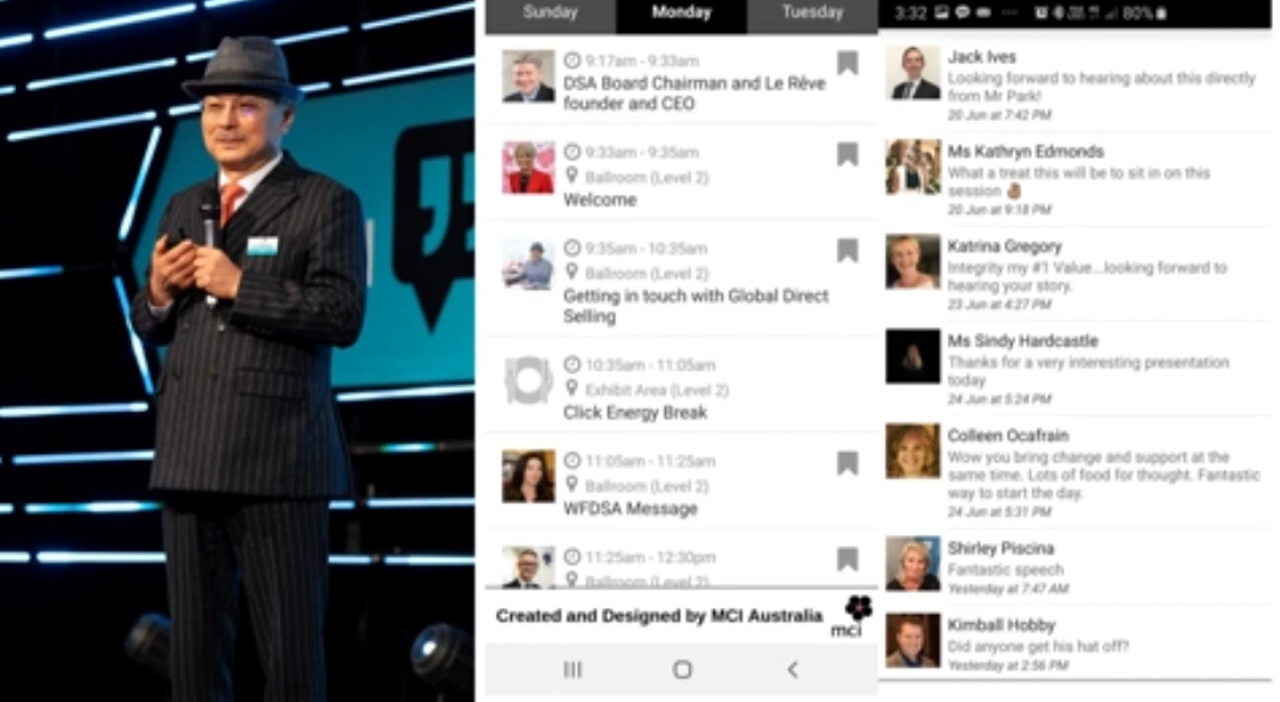 Sunday
Monday
Tuesday
9:17am - 9:33am
DSA Board Chairman and Le Rêve
founder and CEO
9:33am - 9:35am
Ballroom (Level 2)
Welcome
9:35am - 10:35am
Ballroom (Level 2)
Getting in touch with Global Direct
Selling
10:35am - 11:05am
Exhibit Area (Level 2)
Click Energy Break
11:05am - 11:25am
Ballroom (Level 2)
WFDSA Message
11:25am - 12:30pm
Ballroom (Level 2)
Created and Designed by MCI Australia
mci
3:32
80%
Jack Ives
Looking forward to hearing about this directly
from Mr Park!
20 Jun at 7:42 PM
Ms Kathryn Edmonds
What a treat this will be to sit in on this
session
20 Jun at 9:18 PM
Katrina Gregory
Integrity my #1 Value...looking forward to
hearing your story.
23 Jun at 4:27 PM
Ms Sindy Hardcastle
Thanks for a very interesting presentation
today
24 Jun at 5:24 PM
Colleen Ocafrain
Wow you bring change and support at the
same time. Lots of food for thought. Fantastic
way to start the day.
24 Jun at 5:31 PM
Shirley Piscina
Fantastic speech
Yesterday at 7:47 AM
Kimball Hobby
Did anyone get his hat off?
Yesterday at 2:56 PM